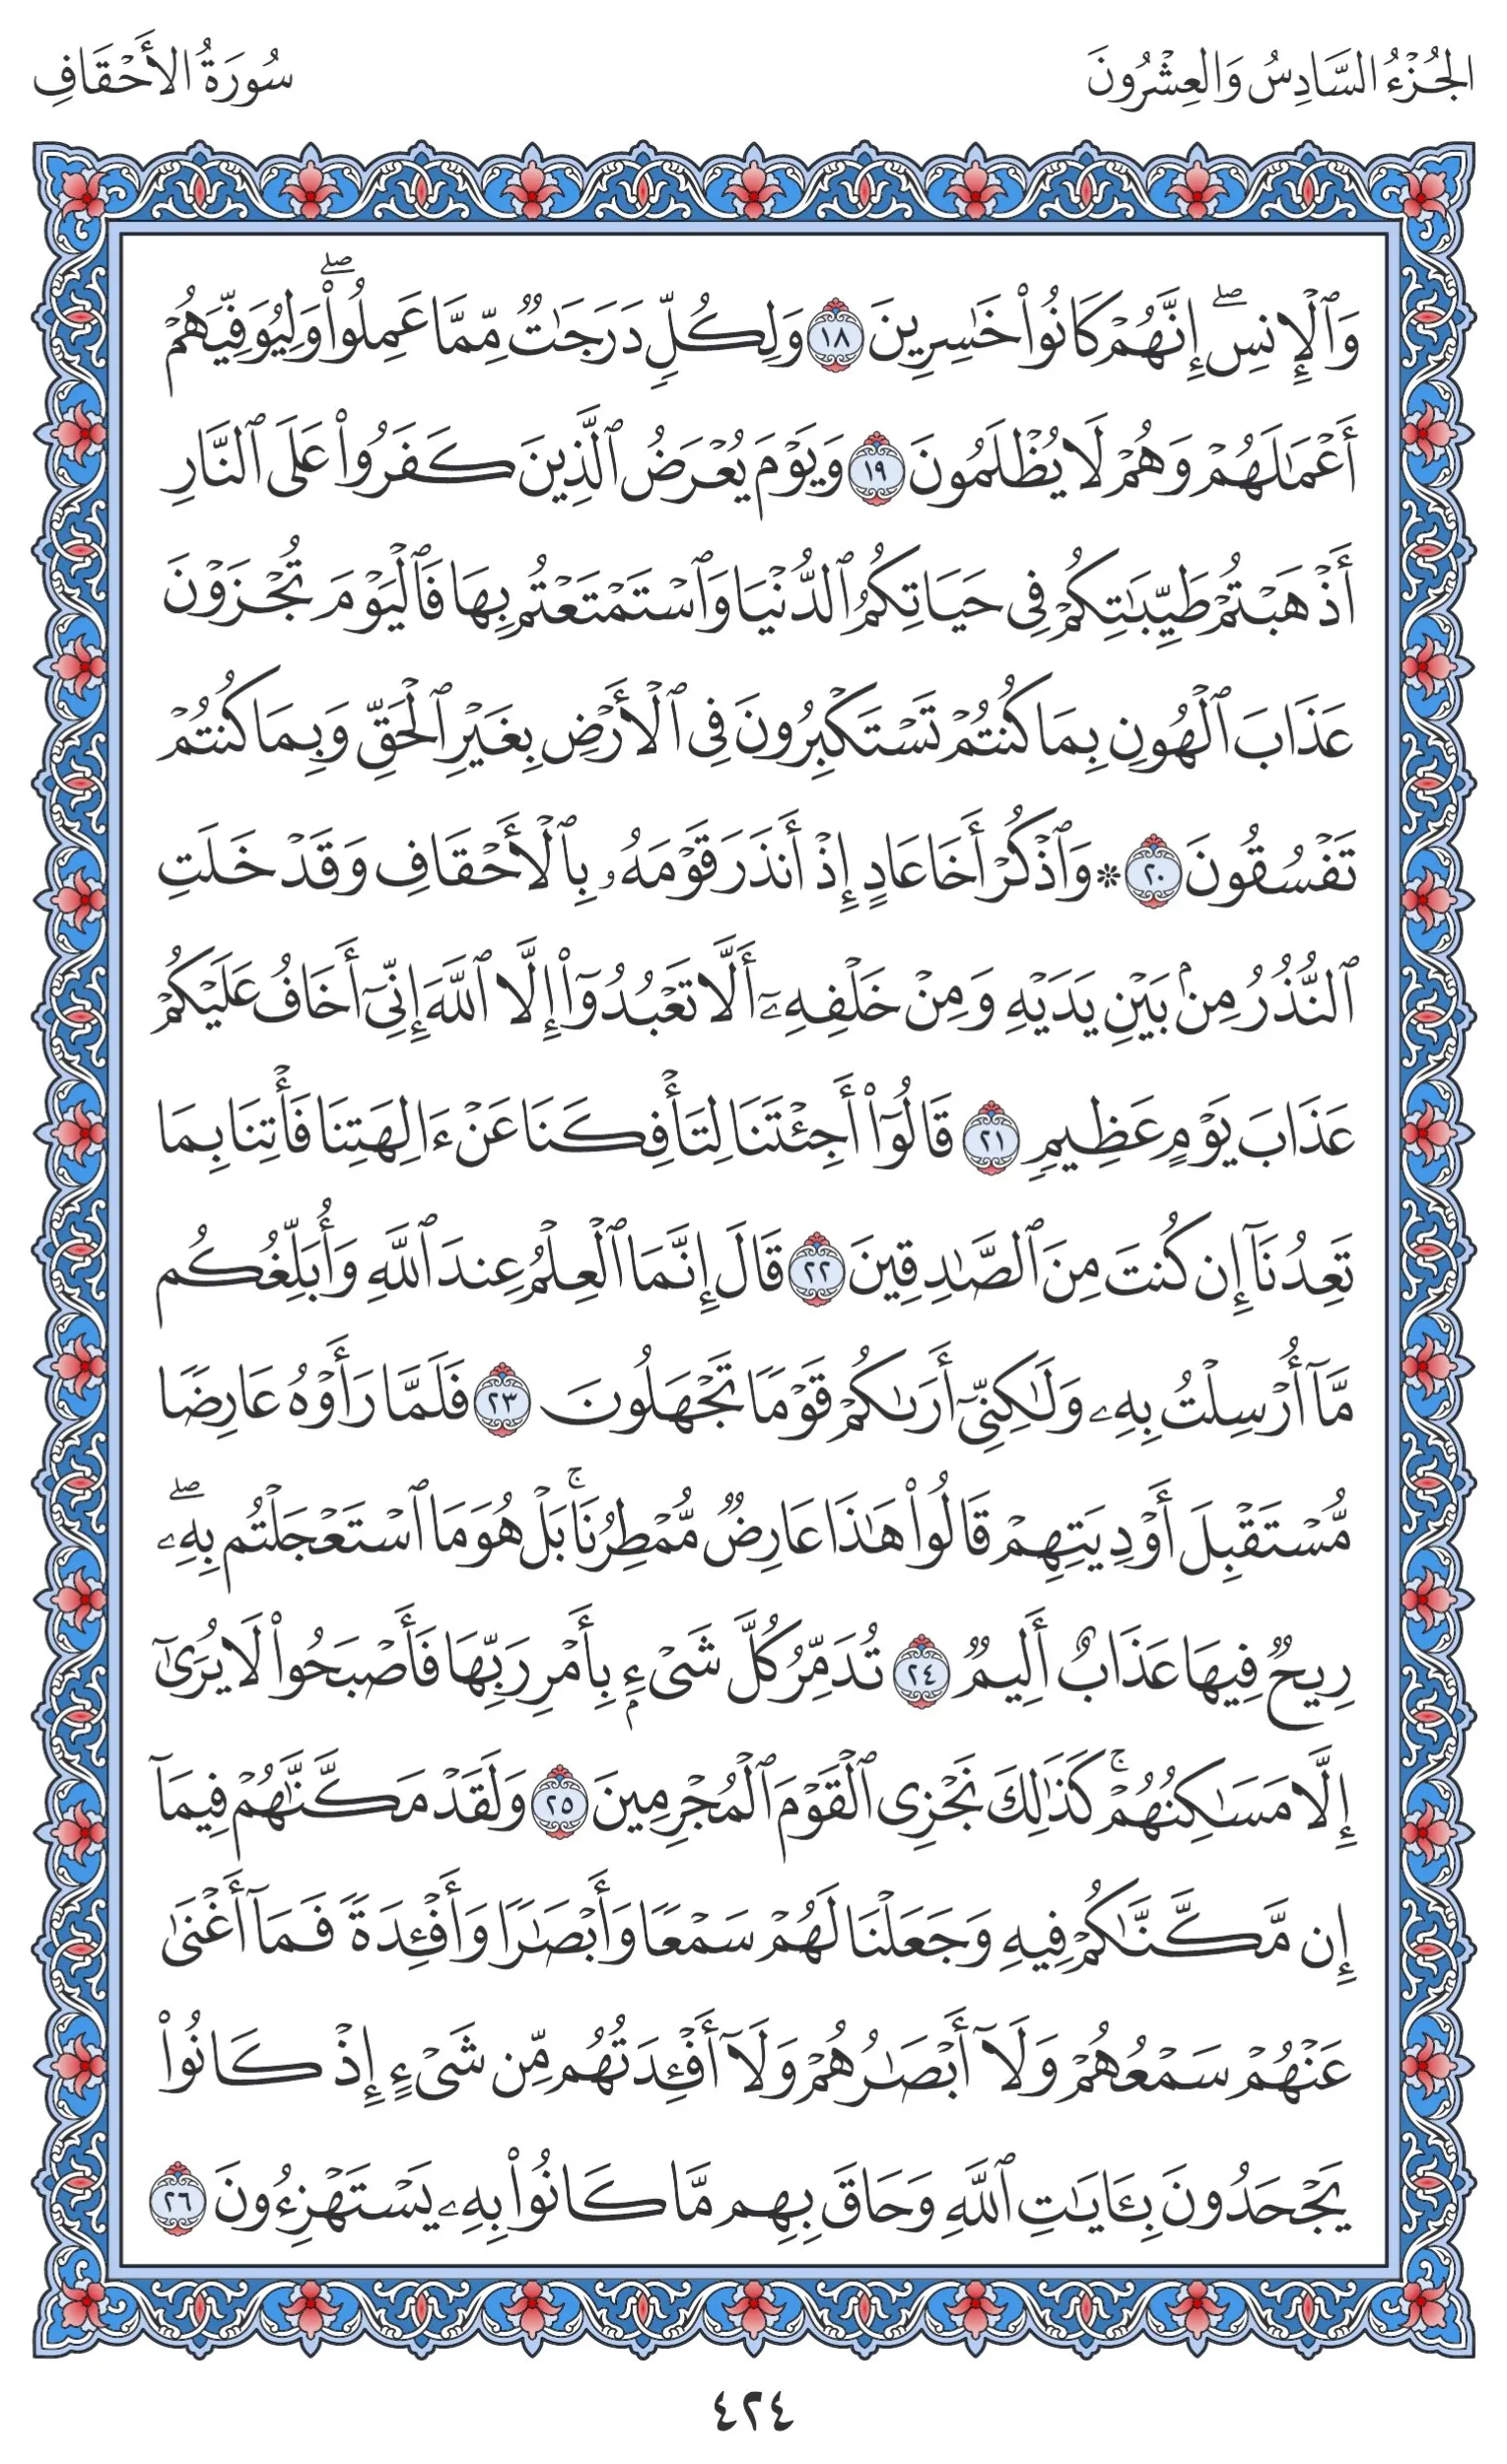 الجُزْءُ السَّادِسُ وَالعِشْرُونَ
سُورَةُ الأَحْقَافِ
وَٱلْإِنسِۖ إِنَّهُمْ كَانُوا۟ خَٰسِرِينَ ١٨ وَلِكُلٍّ دَرَجَٰتٌ مِّمَّا عَمِلُوا۟ۖ وَلِيُوَفِّيَهُمْ
أَعْمَٰلَهُمْ وَهُمْ لَا يُظْلَمُونَ ١٩ وَيَوْمَ يُعْرَضُ ٱلَّذِينَ كَفَرُوا۟ عَلَى ٱلنَّارِ
أَذْهَبْتُمْ طَيِّبَٰتِكُمْ فِى حَيَاتِكُمُ ٱلدُّنْيَا وَٱسْتَمْتَعْتُم بِهَا فَٱلْيَوْمَ تُجْزَوْنَ
عَذَابَ ٱلْهُونِ بِمَا كُنتُمْ تَسْتَكْبِرُونَ فِى ٱلْأَرْضِ بِغَيْرِ ٱلْحَقِّ وَبِمَا كُنتُمْ
تَفْسُقُونَ ٢٠ ❊ وَٱذْكُرْ أَخَا عَادٍ إِذْ أَنذَرَ قَوْمَهُۥ بِٱلْأَحْقَافِ وَقَدْ خَلَتِ
ٱلنُّذُرُ مِنۢ بَيْنِ يَدَيْهِ وَمِنْ خَلْفِهِۦٓ أَلَّا تَعْبُدُوٓا۟ إِلَّا ٱللَّهَ إِنِّىٓ أَخَافُ عَلَيْكُمْ
عَذَابَ يَوْمٍ عَظِيمٍ ٢١ قَالُوٓا۟ أَجِئْتَنَا لِتَأْفِكَنَا عَنْ ءَالِهَتِنَا فَأْتِنَا بِمَا
تَعِدُنَآ إِن كُنتَ مِنَ ٱلصَّٰدِقِينَ ٢٢ قَالَ إِنَّمَا ٱلْعِلْمُ عِندَ ٱللَّهِ وَأُبَلِّغُكُم
مَّآ أُرْسِلْتُ بِهِۦ وَلَٰكِنِّىٓ أَرَىٰكُمْ قَوْمًا تَجْهَلُونَ ٢٣ فَلَمَّا رَأَوْهُ عَارِضًا
مُّسْتَقْبِلَ أَوْدِيَتِهِمْ قَالُوا۟ هَٰذَا عَارِضٌ مُّمْطِرُنَاۚ بَلْ هُوَ مَا ٱسْتَعْجَلْتُم بِهِۦۖ
رِيحٌ فِيهَا عَذَابٌ أَلِيمٌ ٢٤ تُدَمِّرُ كُلَّ شَىْءٍۭ بِأَمْرِ رَبِّهَا فَأَصْبَحُوا۟ لَا يُرَىٰٓ
إِلَّا مَسَٰكِنُهُمْۚ كَذَٰلِكَ نَجْزِى ٱلْقَوْمَ ٱلْمُجْرِمِينَ ٢٥ وَلَقَدْ مَكَّنَّٰهُمْ فِيمَآ
إِن مَّكَّنَّٰكُمْ فِيهِ وَجَعَلْنَا لَهُمْ سَمْعًا وَأَبْصَٰرًا وَأَفْـِٔدَةً فَمَآ أَغْنَىٰ
عَنْهُمْ سَمْعُهُمْ وَلَآ أَبْصَٰرُهُمْ وَلَآ أَفْـِٔدَتُهُم مِّن شَىْءٍ إِذْ كَانُوا۟
يَجْحَدُونَ بِـَٔايَٰتِ ٱللَّهِ وَحَاقَ بِهِم مَّا كَانُوا۟ بِهِۦ يَسْتَهْزِءُونَ ٢٦
٤٢٤